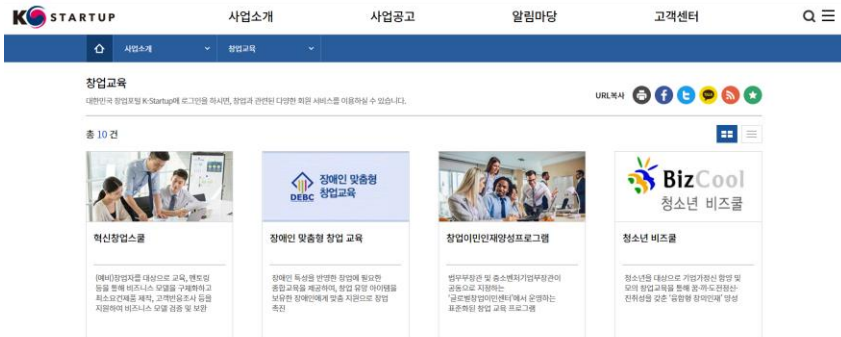 K STARTUP
사업소개
사업공고
알림마당
고객센터
사업소개
창업교육
창업교육
대한민국 창업포털 K-Startup에 로그인을 하시면, 창업과 관련된 다양한 회원 서비스를 이용하실 수 있습니다.
URL복사
총 10 건
장애인 맞춤형
창업교육
DEBC
BizCool
청소년 비즈쿨
혁신창업스쿨
(예비)창업자를 대상으로 교육, 멘토링
등을 통해 비즈니스 모델을 구체화하고
최소요건제품 제작, 고객반응조사 등을
지원하여 비즈니스 모델 검증 및 보완
장애인 맞춤형 창업 교육
장애인 특성을 반영한 창업에 필요한
종합교육을 제공하여, 창업 유망 아이템을
보유한 장애인에게 맞춤 지원으로 창업
촉진
창업이민인재양성프로그램
법무부장관 및 중소벤처기업부장관이
공동으로 지정하는
'글로벌창업이민센터'에서 운영하는
표준화된 창업 교육 프로그램
청소년 비즈쿨
청소년을 대상으로 기업가정신 함양 및
모의 창업교육을 통해 꿈·끼·도전정신·
진취성을 갖춘 '융합형 창의인재' 양성